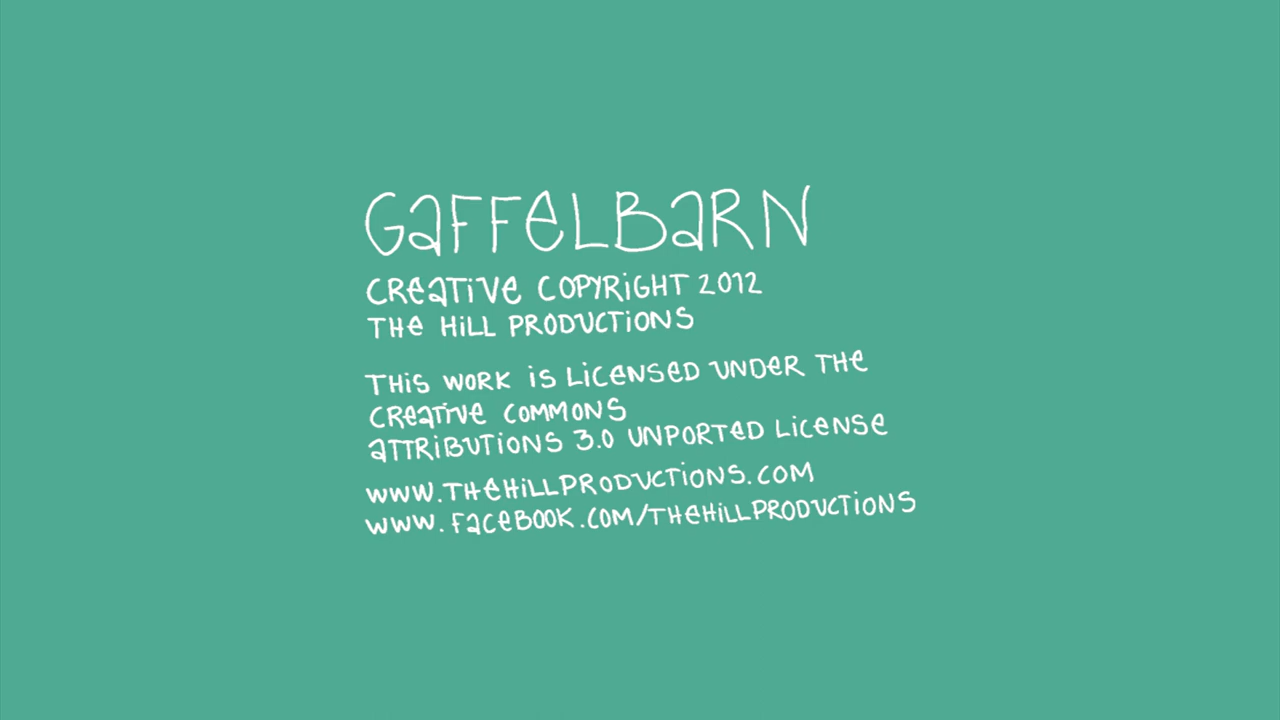 GaFFeLBaRN
CReaTiVe COPYRiGHT 2012
THe HiLL PRODUCTiONS
THiS WORK iS LiCeNSeD UNDeR THe
CReaTiVe COMMONS
aTTRiBUTiONS 3.0 UNPORTeD LiCeNSe
WWW.THeHiLLPRODUCTiONS.COM
WWW.FaCeBOOK.COM/THeHiLLPRODUCTiONS